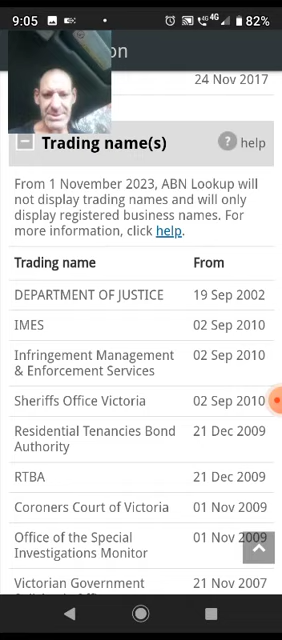 9:05
4G 4G 82%
on
24 Nov 2017
Trading name(s)
? help
From 1 November 2023, ABN Lookup will
not display trading names and will only
display registered business names. For
more information, click help.
Trading name From
DEPARTMENT OF JUSTICE 19 Sep 2002
IMES 02 Sep 2010
Infringement Management 02 Sep 2010
& Enforcement Services
Sheriffs Office Victoria 02 Sep 2010
Residential Tenancies Bond 21 Dec 2009
Authority
RTBA 21 Dec 2009
Coroners Court of Victoria 01 Nov 2009
Office of the Special 01 Nov 2009
Investigations Monitor
Victorian Government 21 Nov 2007